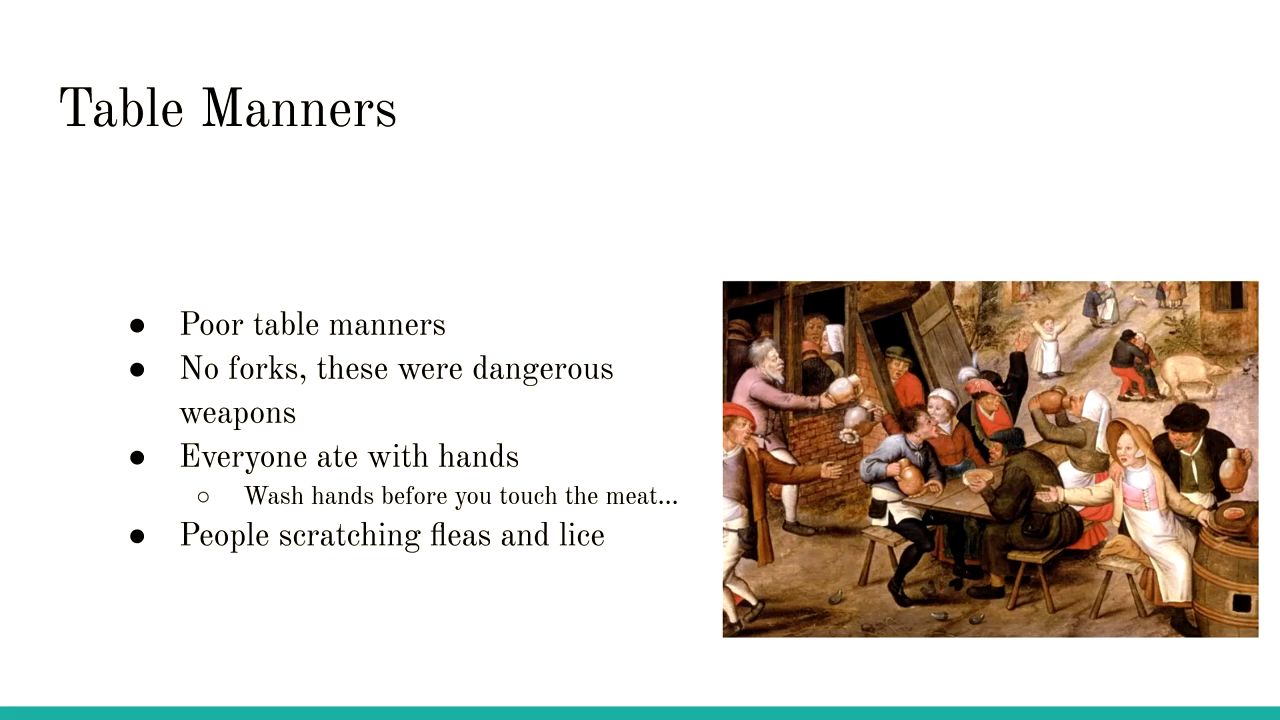 Table Manners
● Poor table manners
● No forks, these were dangerous
weapons
● Everyone ate with hands
○ Wash hands before you touch the meat...
● People scratching fleas and lice